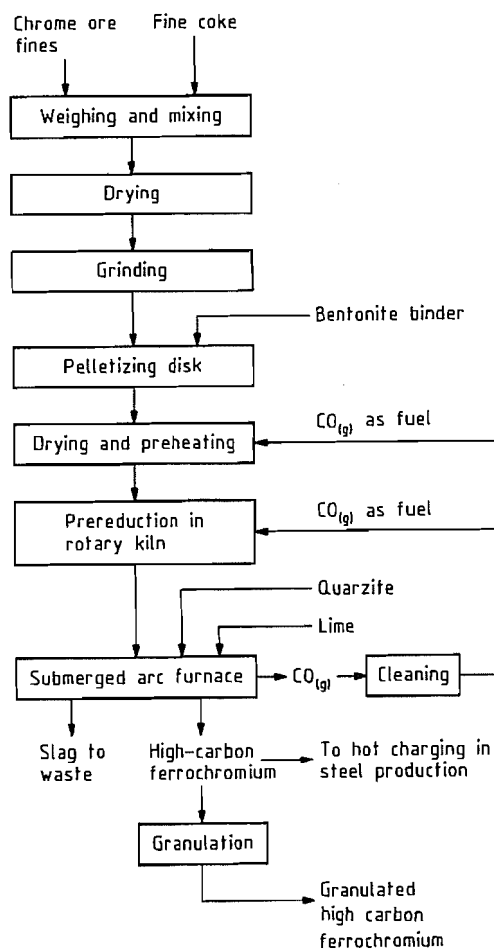 Chrome ore
fines
Fine coke
Weighing and mixing
Drying
Grinding
Bentonite binder
Pelletizing disk
CO(g) as fuel
Drying and preheating
CO(g) as fuel
Prereduction in
rotary kiln
Quarzite
Lime
Submerged arc furnace
CO(g)
Cleaning
Slag to
waste
High-carbon
ferrochromium
To hot charging in
steel production
Granulation
Granulated
high carbon
ferrochromium